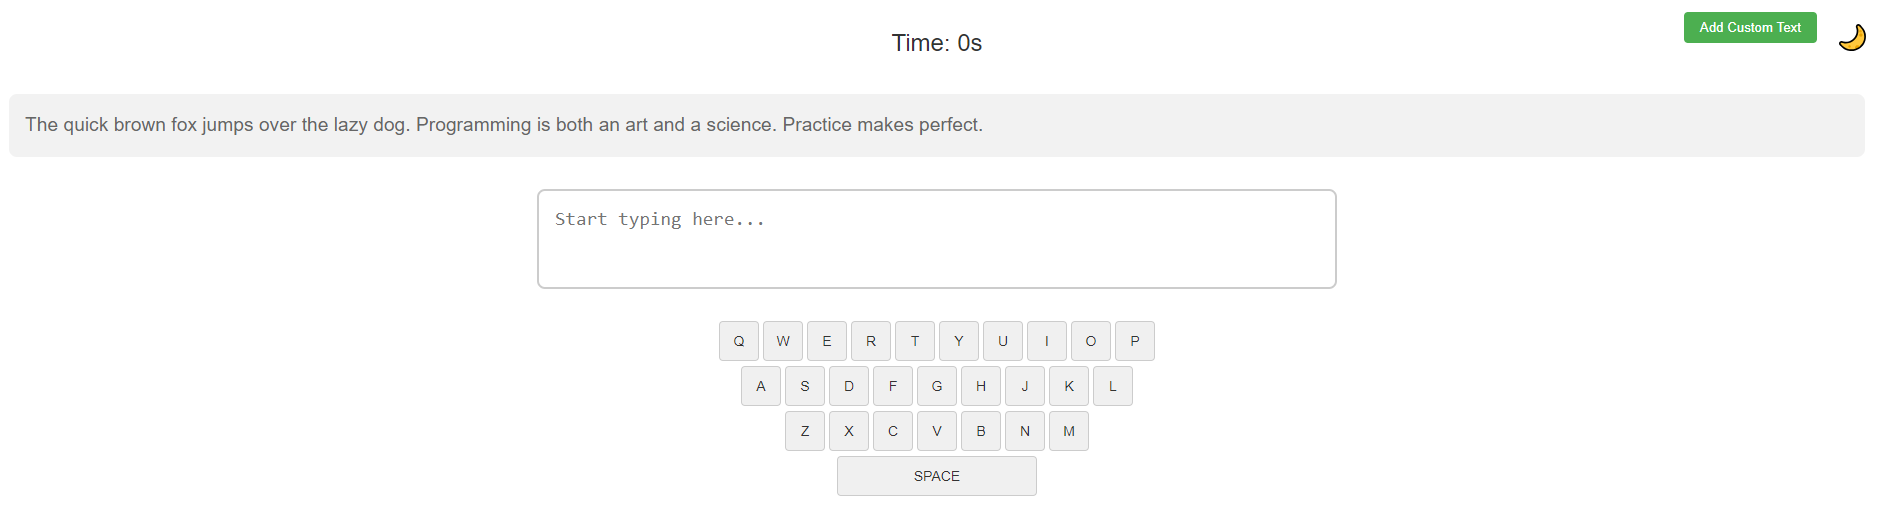 Time: 0s
Add Custom Text
The quick brown fox jumps over the lazy dog. Programming is both an art and a science. Practice makes perfect.
Start typing here...
Q W E R T Y U I O P
A S D F G H J K L
Z X C V B N M
SPACE